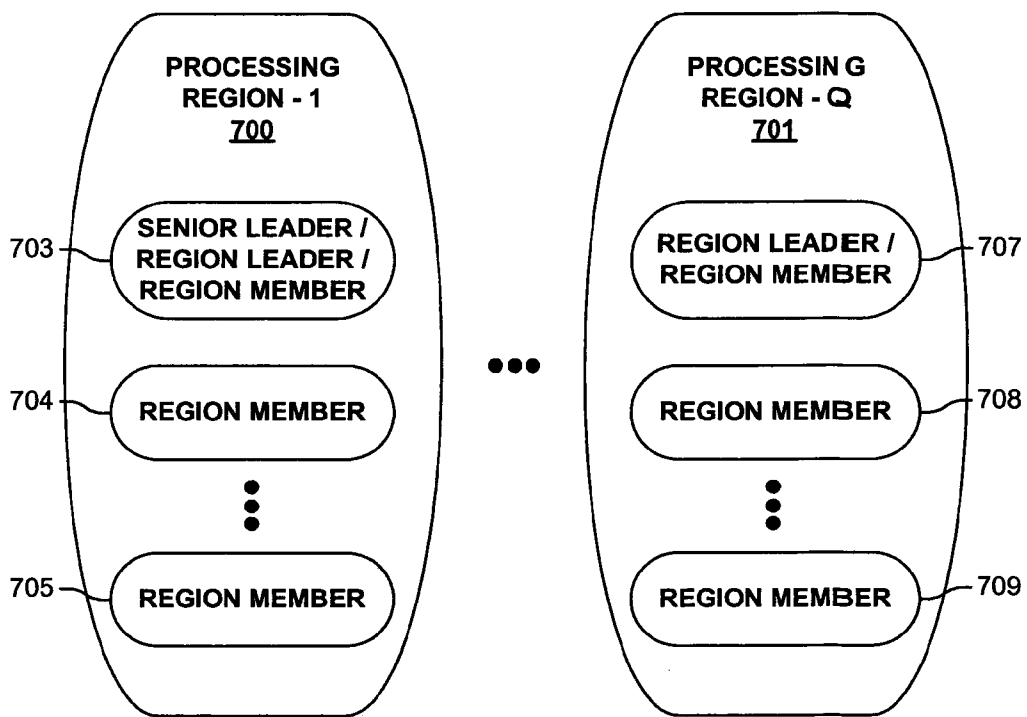 PROCESSING
REGION - 1
700
703
SENIOR LEADER /
REGION LEADER /
REGION MEMBER
704
REGION MEMBER
705
REGION MEMBER
PROCESSING
REGION - Q
701
REGION LEADER /
REGION MEMBER
707
REGION MEMBER
708
REGION MEMBER
709